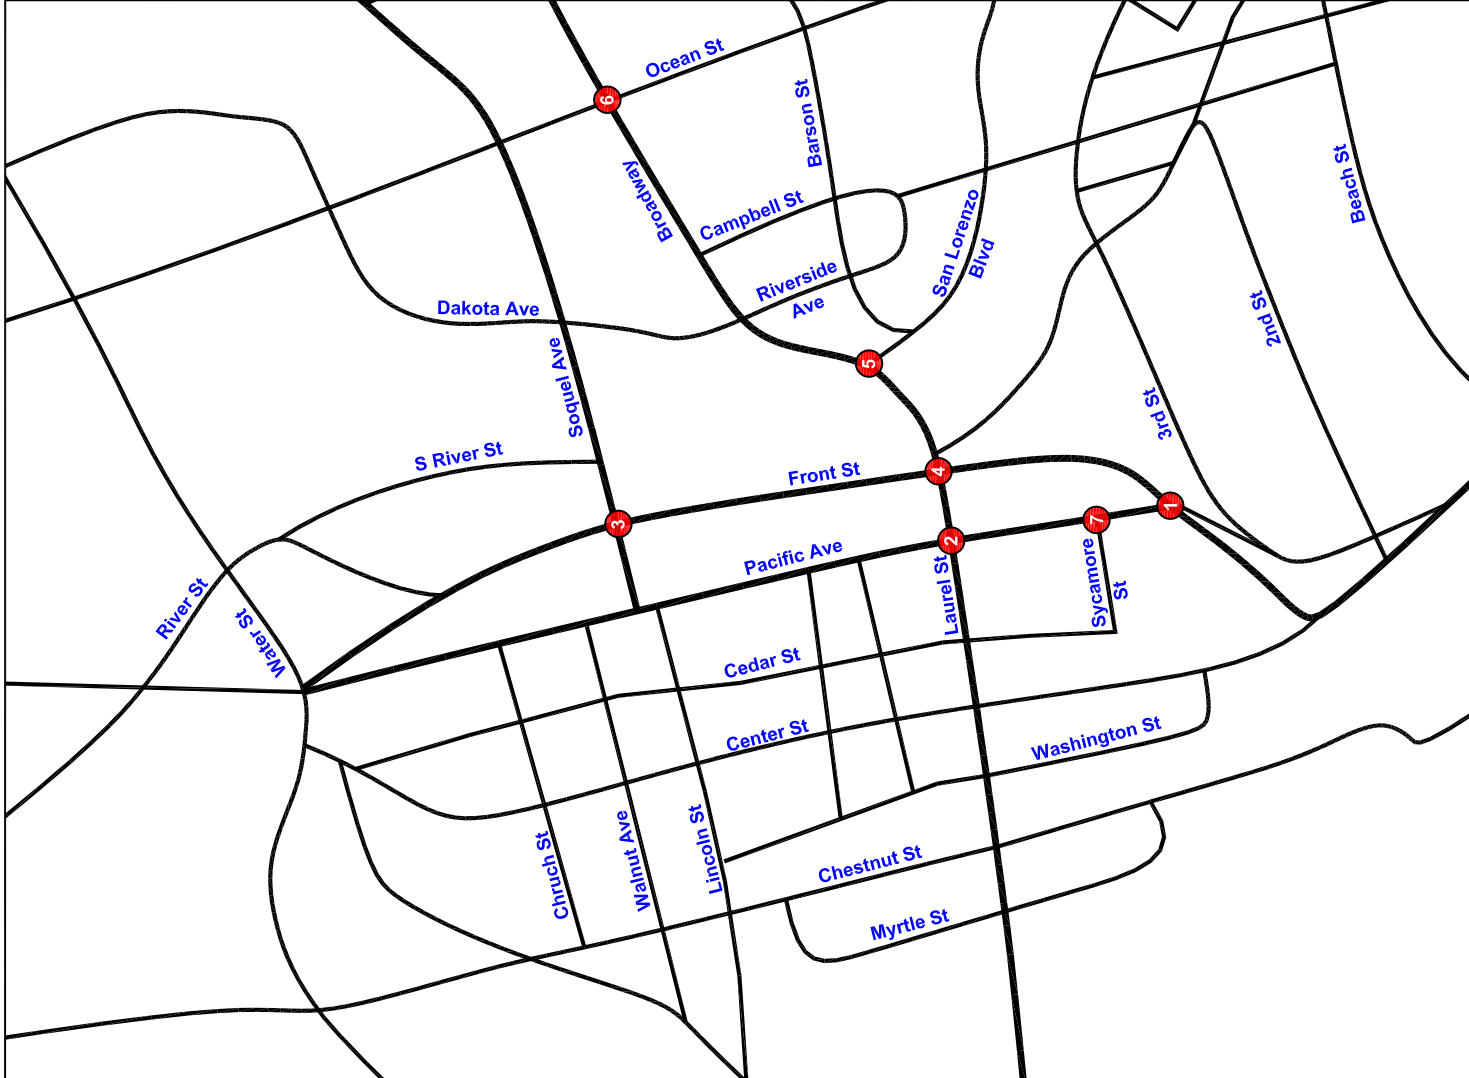 Ocean St
6
Barson St
Broadway
Campbell St
Beach St
San Lorenzo
Blvd
Riverside
Ave
Dakota Ave
2nd St
Soquel Ave
5
3rd St
S River St
Front St
4
1
3
7
2
Pacific Ave
Laurel St
Sycamore
St
River St
Water St
Cedar St
Center St
Washington St
Chruch St
Walnut Ave
Lincoln St
Chestnut St
Myrtle St